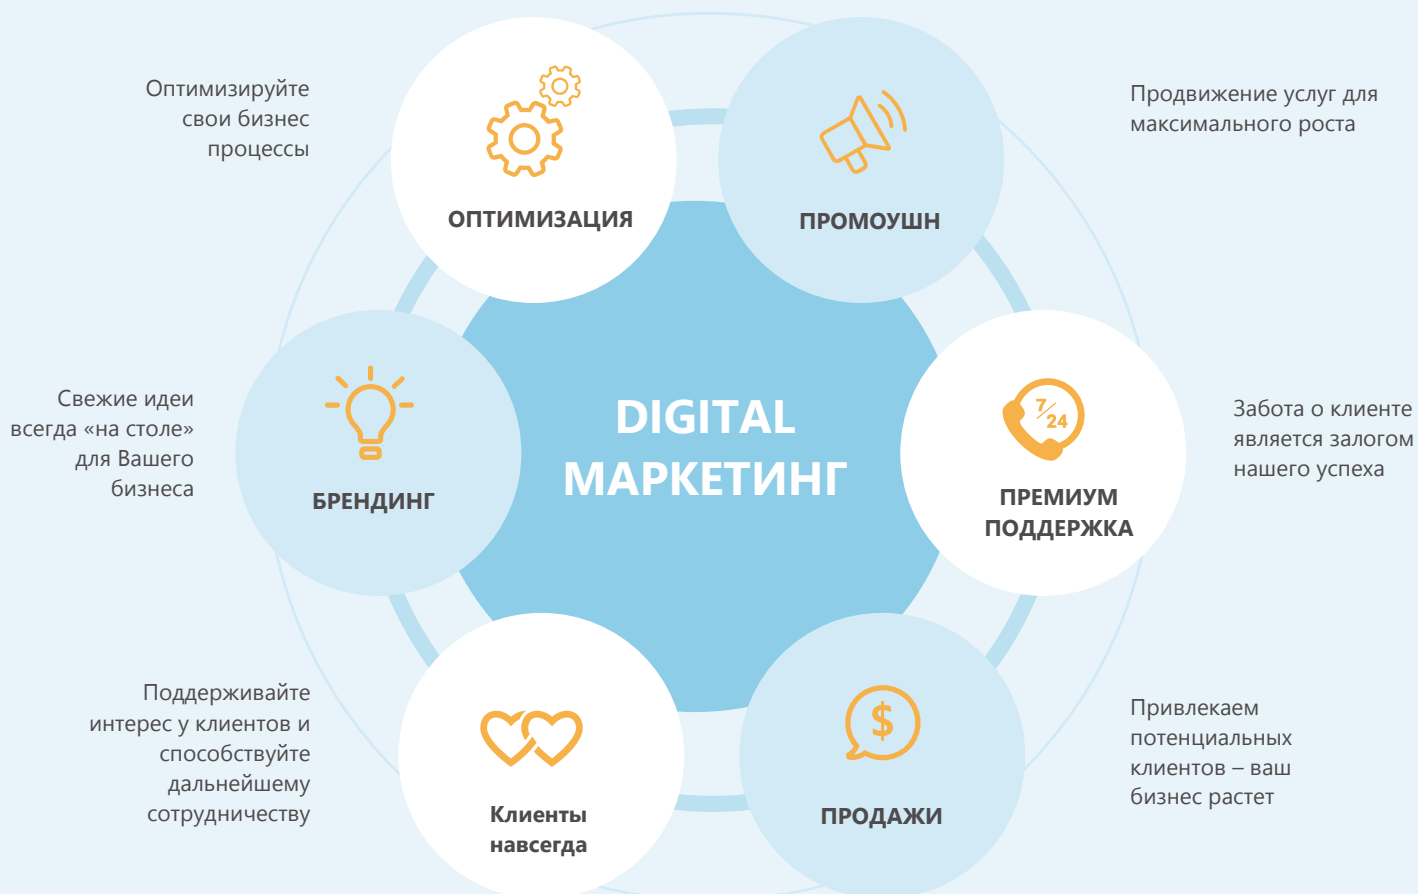 Оптимизируйте
свои бизнес
процессы
ОПТИМИЗАЦИЯ
ПРОМОУШН
Продвижение услуг для
максимального роста
Свежие идеи
всегда «на столе»
для Вашего
бизнеса
БРЕНДИНГ
DIGITAL
МАРКЕТИНГ
7/24
ПРЕМИУМ
ПОДДЕРЖКА
Забота о клиенте
является залогом
нашего успеха
Поддерживайте
интерес у клиентов и
способствуйте
дальнейшему
сотрудничеству
Клиенты
навсегда
$
ПРОДАЖИ
Привлекаем
потенциальных
клиентов – ваш
бизнес растет